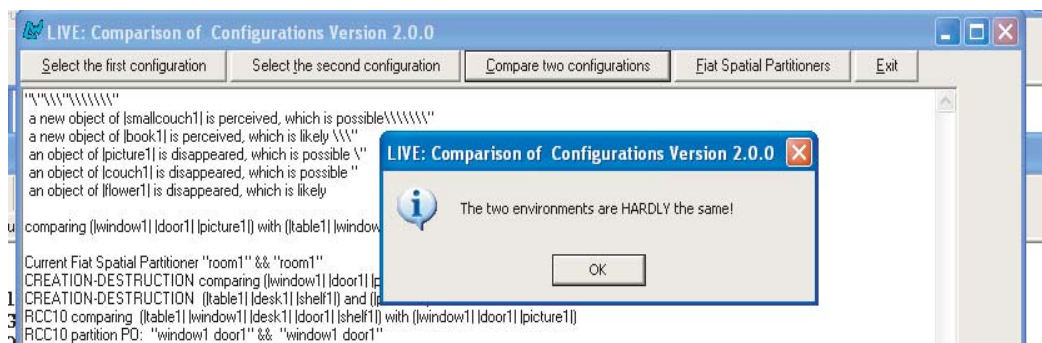 LIVE: Comparison of Configurations Version 2.0.0
Select the first configuration Select the second configuration Compare two configurations Fiat Spatial Partitioners Exit
"\"\\\"\\\\\\\"
a new object of |smallcouch1| is perceived, which is possible\\\\\\\"
a new object of |book1| is perceived, which is likely \\\"
an object of |picture1| is disappeared, which is possible \"
an object of |couch1| is disappeared, which is possible "
an object of |flower1| is disappeared, which is likely
comparing (|window1| |door1| |picture1|) with (|table1| |window
LIVE: Comparison of Configurations Version 2.0.0
The two environments are HARDLY the same!
OK
Current Fiat Spatial Partitioner "room1" && "room1"
CREATION-DESTRUCTION comparing (|window1| |door1| |p
CREATION-DESTRUCTION (|table1| |desk1| |shelf1|) and (|p
RCC10 comparing (|table1| |window1| |desk1| |door1| |shelf1|) with (|window1| |door1| |picture1|)
RCC10 partition PO: "window1 door1" && "window1 door1"